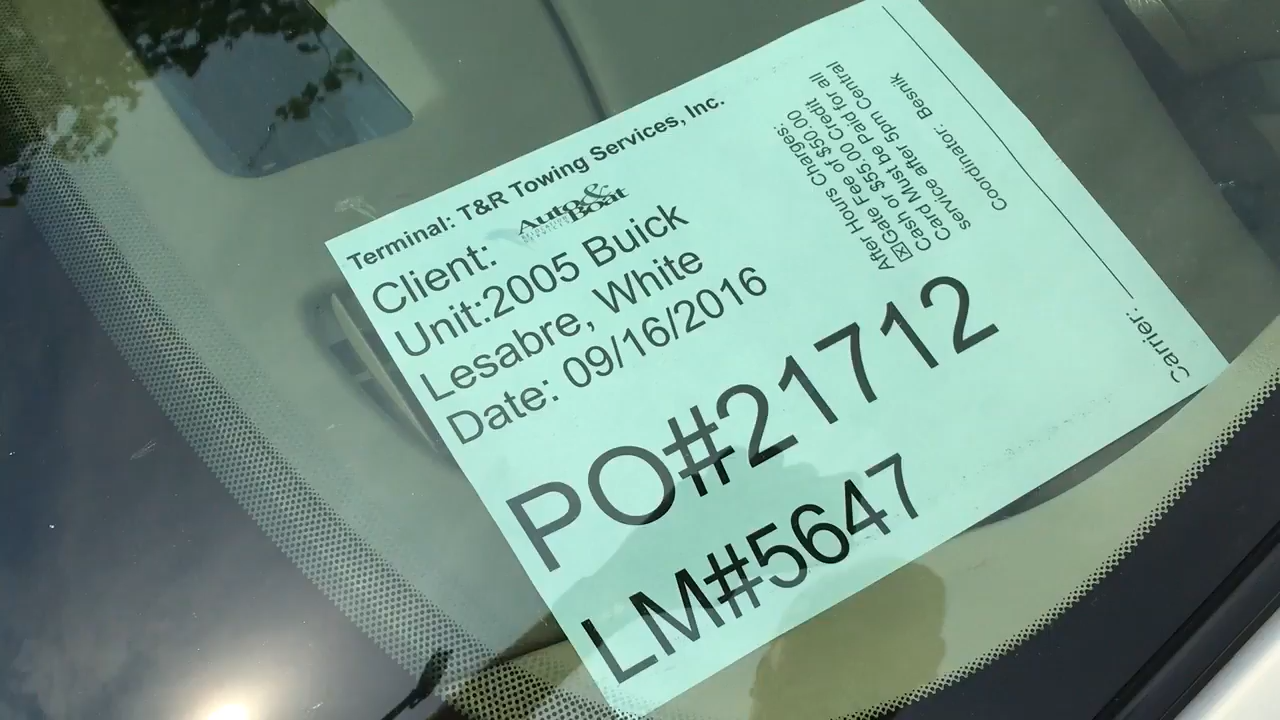 Terminal: T&R Towing Services, Inc.
Client: Auto & Boat
Unit:2005 Buick
Lesabre, White
Date: 09/16/2016
PO#21712
LM#5647
After Hours Charges:
☒Gate Fee of $50.00
Cash or $55.00 Credit
Card Must be Paid for all
service after 5pm Central
Coordinator: Besnik
Carrier: